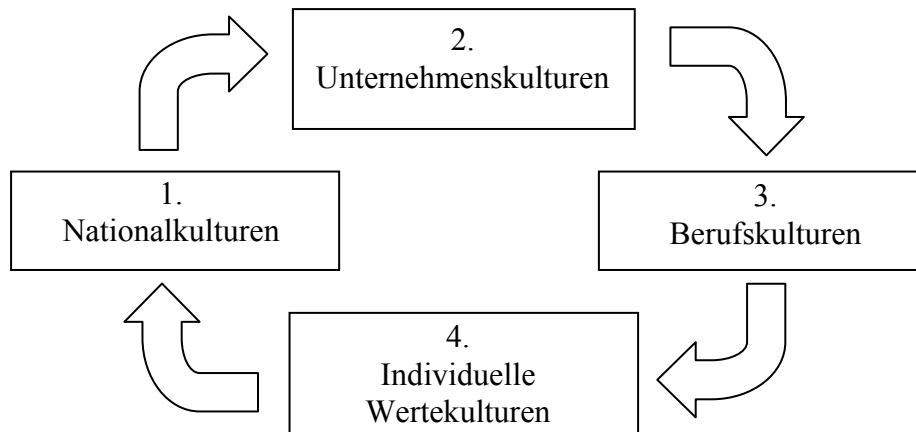 2.
Unternehmenskulturen
1.
Nationalkulturen
3.
Berufskulturen
4.
Individuelle
Wertekulturen